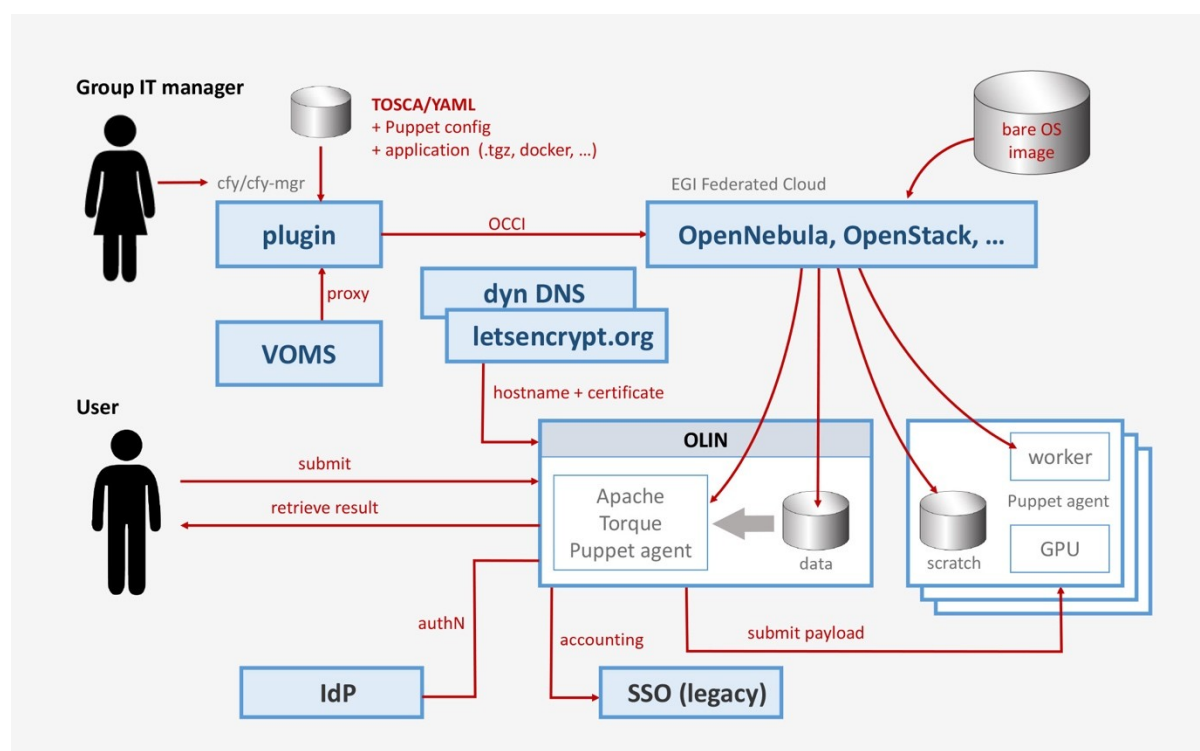 Group IT manager
TOSCA/YAML
+ Puppet config
+ application (.tgz, docker, ...)
bare OS
image
cfy/cfy-mgr
EGI Federated Cloud
plugin
OCCI
OpenNebula, OpenStack, ...
proxy
dyn DNS
letsencrypt.org
VOMS
hostname + certificate
User
OLIN
submit
worker
Apache
Torque
Puppet agent
retrieve result
Puppet agent
GPU
data
scratch
authN
accounting
submit payload
IdP
SSO (legacy)